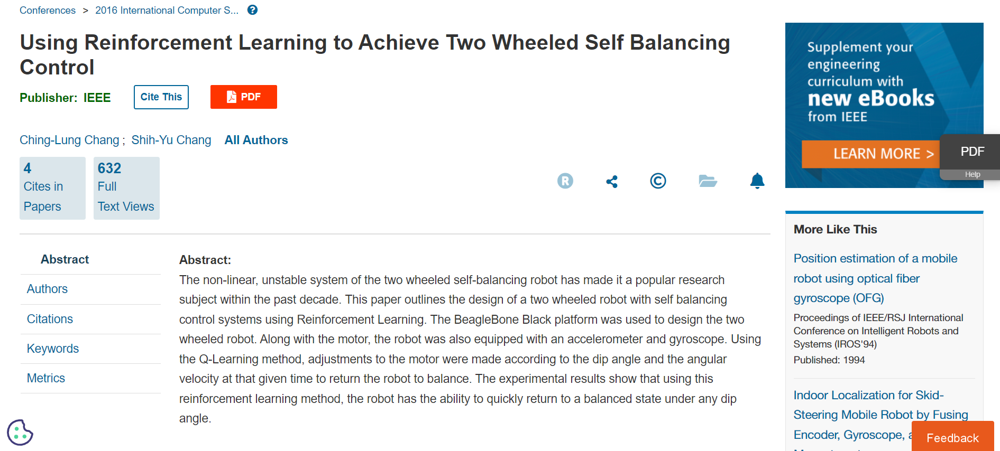 Conferences > 2016 International Computer S... ?
Using Reinforcement Learning to Achieve Two Wheeled Self Balancing
Control
Publisher: IEEE
Cite This
PDF
Ching-Lung Chang ; Shih-Yu Chang All Authors
4
Cites in
Papers
632
Full
Text Views
R
©
Abstract
Authors
Citations
Keywords
Metrics
Abstract:
The non-linear, unstable system of the two wheeled self-balancing robot has made it a popular research
subject within the past decade. This paper outlines the design of a two wheeled robot with self balancing
control systems using Reinforcement Learning. The BeagleBone Black platform was used to design the two
wheeled robot. Along with the motor, the robot was also equipped with an accelerometer and gyroscope. Using
the Q-Learning method, adjustments to the motor were made according to the dip angle and the angular
velocity at that given time to return the robot to balance. The experimental results show that using this
reinforcement learning method, the robot has the ability to quickly return to a balanced state under any dip
angle.
Supplement your
engineering
curriculum with
new eBooks
from IEEE
LEARN MORE >
PDF
Help
More Like This
Position estimation of a mobile
robot using optical fiber
gyroscope (OFG)
Proceedings of IEEE/RSJ International
Conference on Intelligent Robots and
Systems (IROS'94)
Published: 1994
Indoor Localization for Skid-
Steering Mobile Robot by Fusing
Encoder, Gyroscope,
Feedback